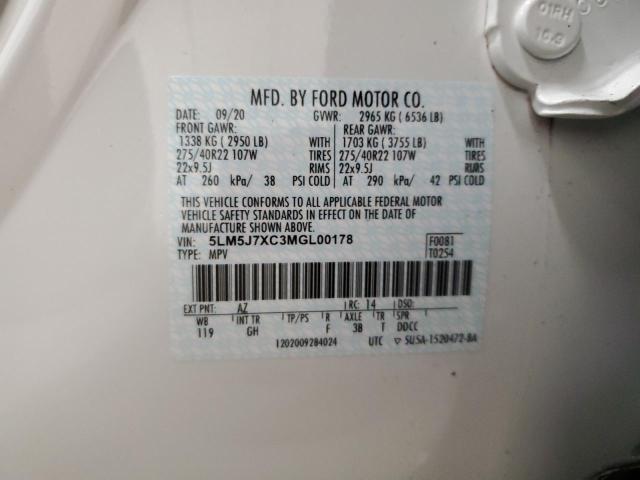 01RH
10.9
MFD. BY FORD MOTOR CO.
DATE: 09/20 GVWR: 2965 KG ( 6536 LB)
FRONT GAWR: REAR GAWR:
1338 KG ( 2950 LB) WITH 1703 KG ( 3755 LB) WITH
275/40R22 107W TIRES 275/40R22 107W TIRES
22x9.5J RIMS 22x9.5J RIMS
AT 260 kPa/ 38 PSI COLD AT 290 kPa/ 42 PSI COLD
THIS VEHICLE CONFORMS TO ALL APPLICABLE FEDERAL MOTOR
VEHICLE SAFETY STANDARDS IN EFFECT ON THE DATE OF
MANUFACTURE SHOWN ABOVE.
VIN: 5LM5J7XC3MGL00178 F0081
TYPE: MPV T0254
EXT PNT: AZ RC: 14 DSO:
WB INT TR TP/PS R AXLE TR SPR
119 GH F 3B T DDCC
1202009284024 UTC ▽ 5U5A-1520472-BA